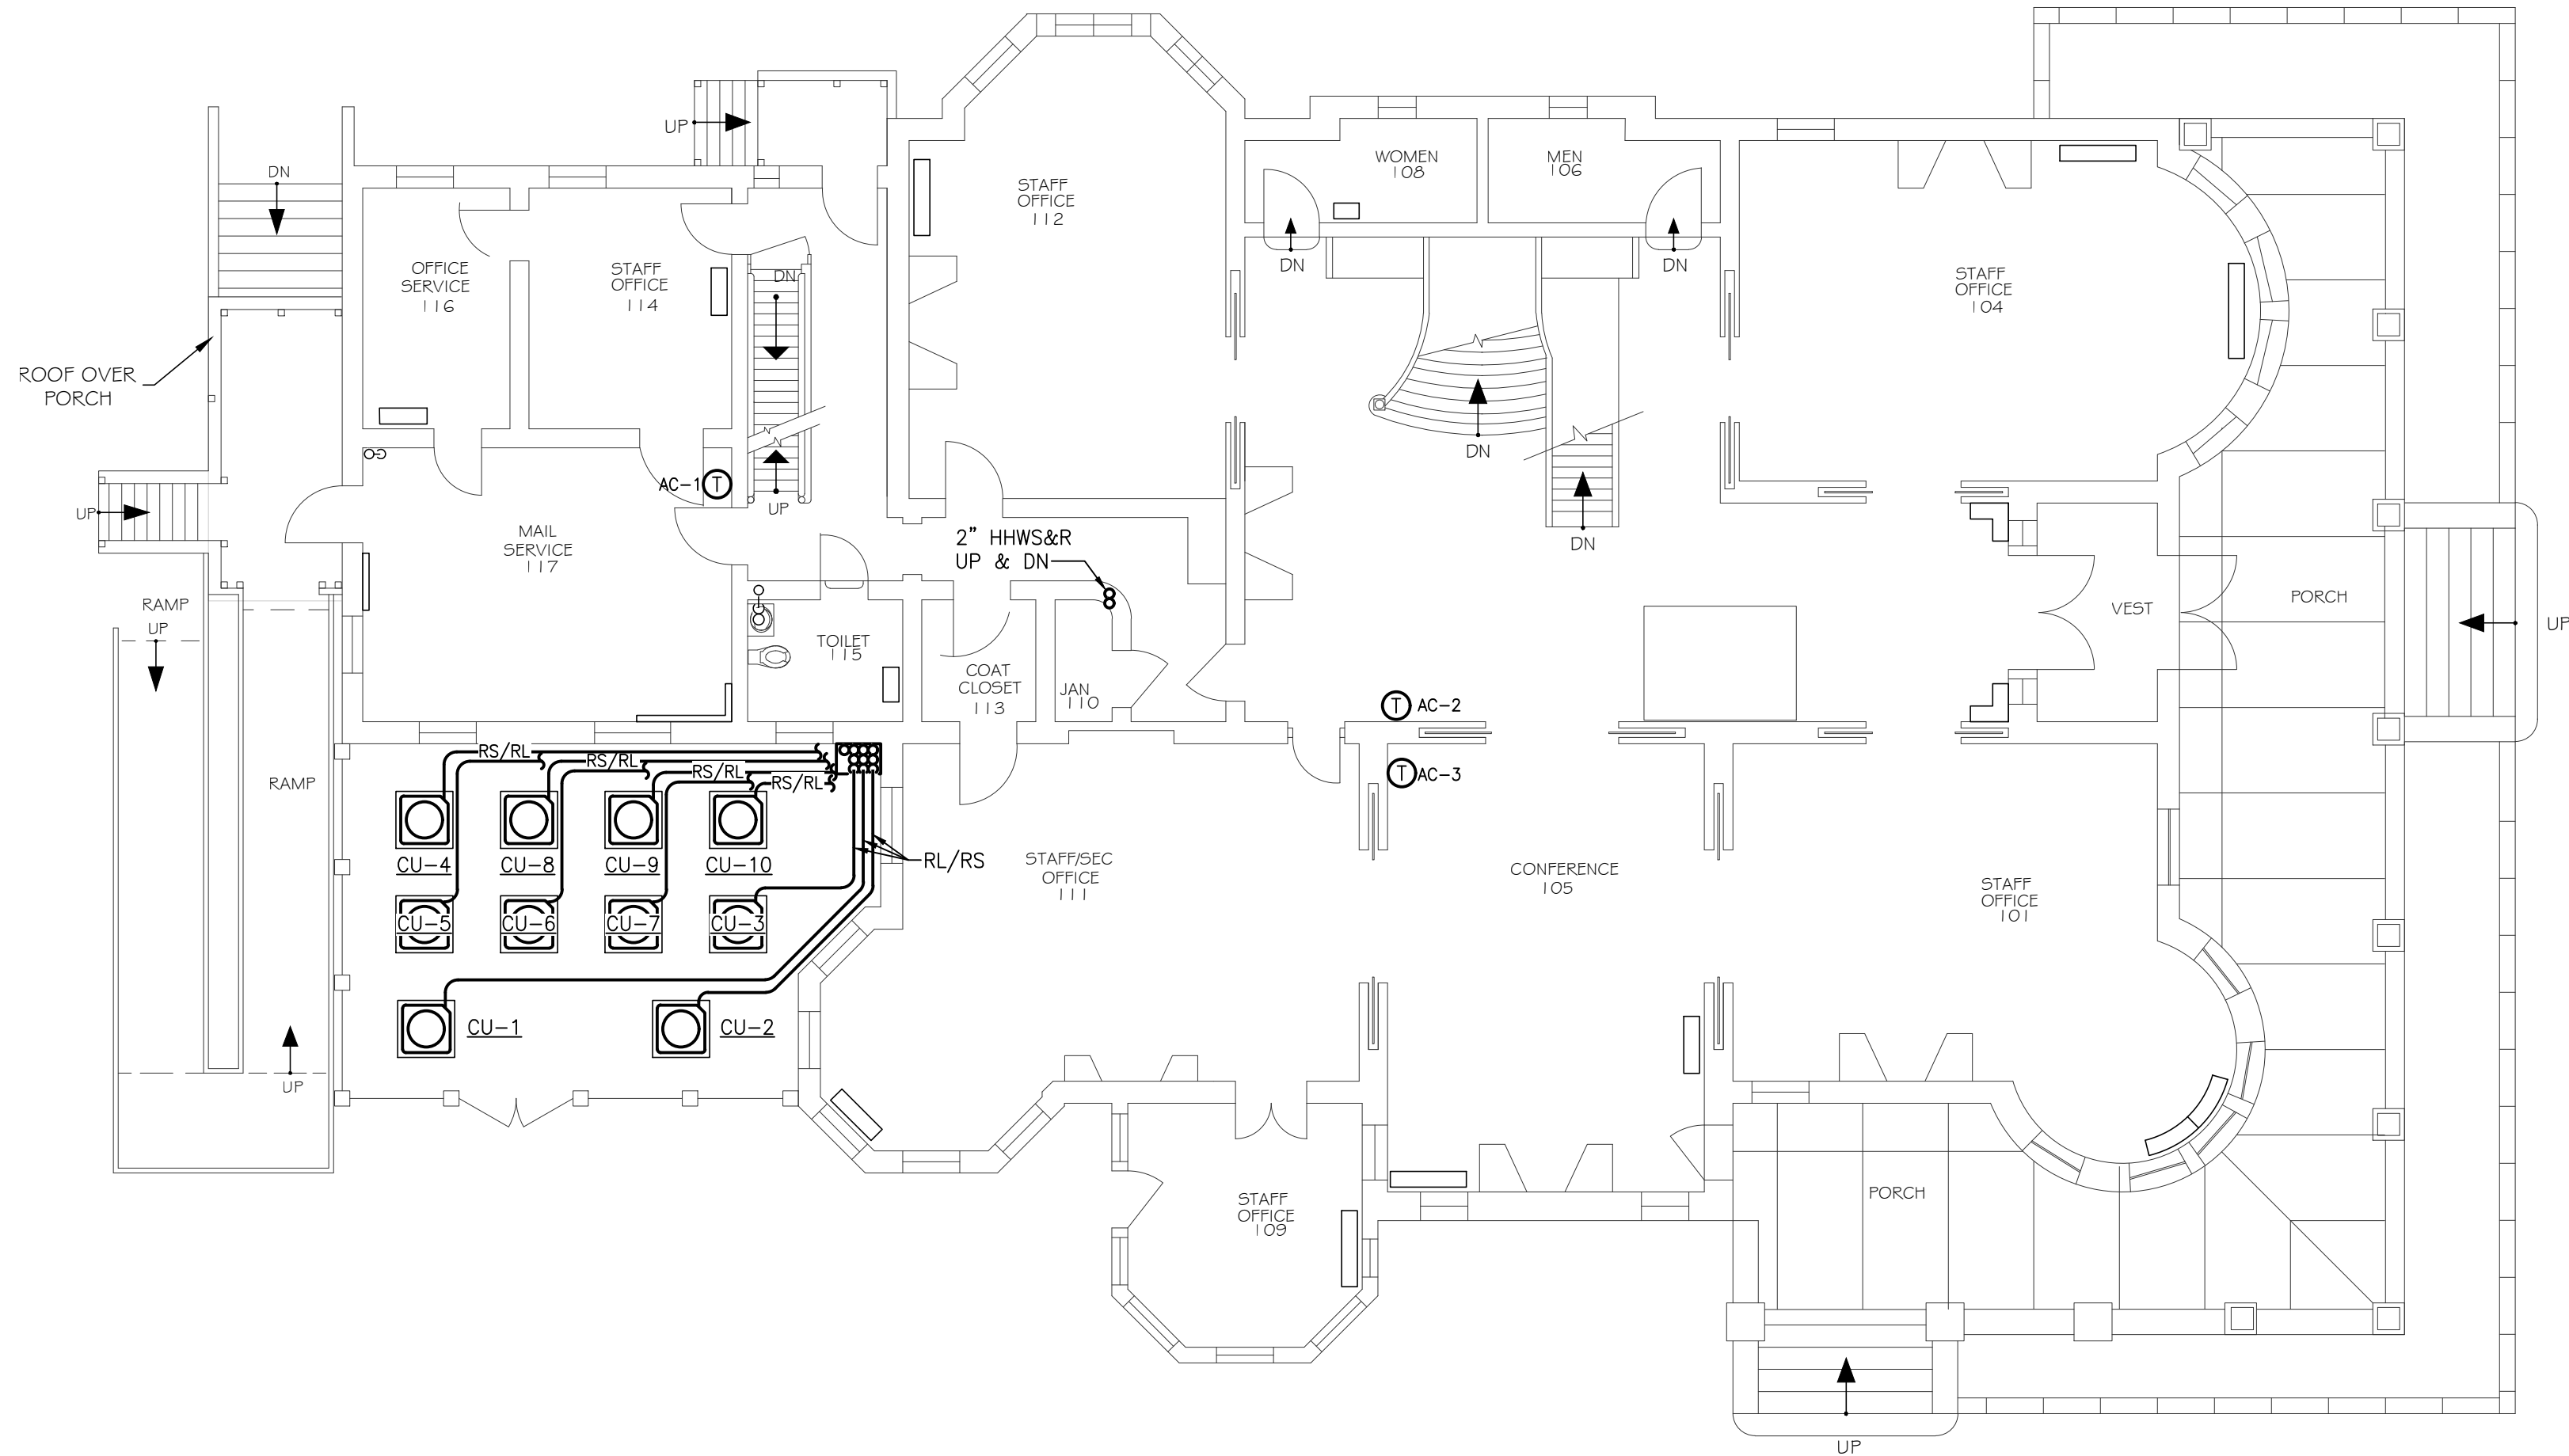 UP
WOMEN
108
MEN
106
DN
STAFF
OFFICE
112
OFFICE
SERVICE
116
STAFF
OFFICE
114
DN
DN
DN
STAFF
OFFICE
104
ROOF OVER
PORCH
DN
AC-1 T
UP
UP
DN
MAIL
SERVICE
117
2" HHWS&R
UP & DN
RAMP
UP
VEST
PORCH
UP
TOILET
115
COAT
CLOSET
113
JAN
110
T AC-2
RAMP
RS/RL
RS/RL
RS/RL
RS/RL
T AC-3
CU-4
CU-8
CU-9
CU-10
RL/RS
STAFF/SEC
OFFICE
111
CONFERENCE
105
STAFF
OFFICE
101
CU-5
CU-6
CU-7
CU-3
CU-1
CU-2
UP
STAFF
OFFICE
109
PORCH
UP